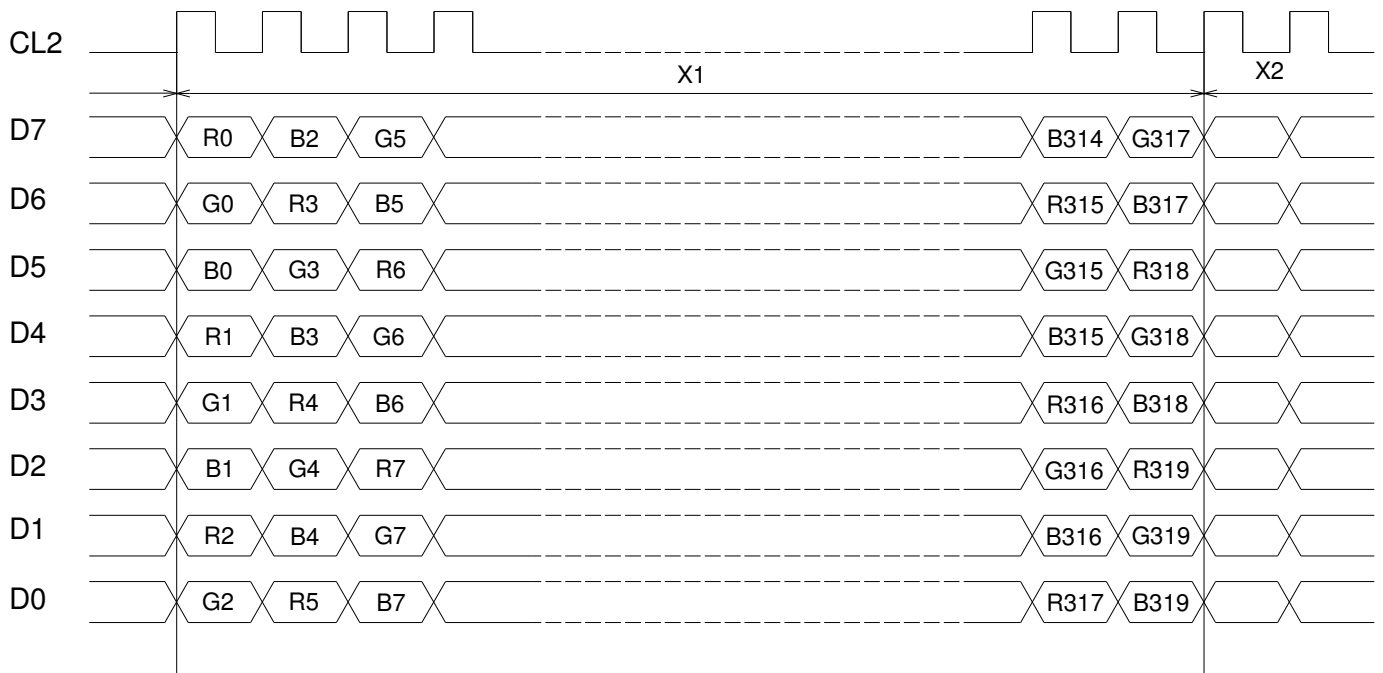 CL2
X1 X2
D7 R0 B2 G5 B314 G317
D6 G0 R3 B5 R315 B317
D5 B0 G3 R6 G315 R318
D4 R1 B3 G6 B315 G318
D3 G1 R4 B6 R316 B318
D2 B1 G4 R7 G316 R319
D1 R2 B4 G7 B316 G319
D0 G2 R5 B7 R317 B319